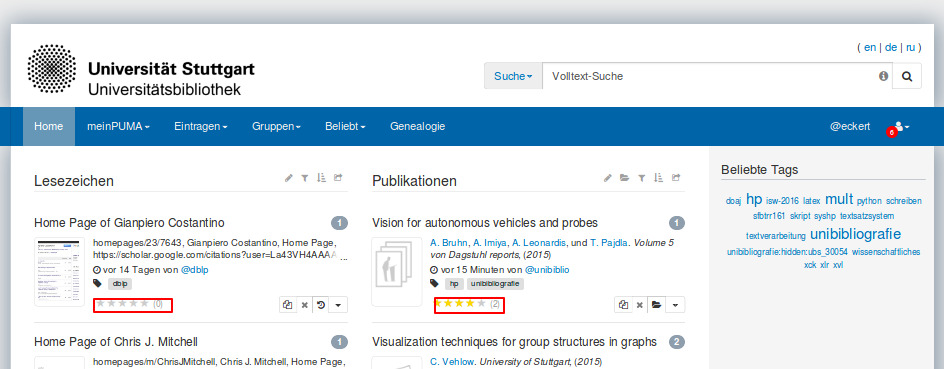 ( en | de | ru )
Universität Stuttgart
Universitätsbibliothek
Suche Volltext-Suche
Home meinPUMA Eintragen Gruppen Beliebt Genealogie @eckert 6
Lesezeichen
Home Page of Gianpiero Costantino 1
homepages/23/7643, Gianpiero Costantino, Home Page,
https://scholar.google.com/citations?user=La43VH4AAAA ...
vor 14 Tagen von @dblp
dblp
(0)
Home Page of Chris J. Mitchell 1
homepages/m/ChrisJMitchell, Chris J. Mitchell, Home Page,
Publikationen
Vision for autonomous vehicles and probes 1
A. Bruhn, A. Imiya, A. Leonardis, und T. Pajdla. Volume 5
von Dagstuhl reports, (2015)
vor 15 Minuten von @unibiblio
hp unibibliografie
(2)
Visualization techniques for group structures in graphs 2
C. Vehlow. University of Stuttgart, (2015)
Beliebte Tags
doaj hp isw-2016 latex mult python schreiben
sfbtrr161 skript syshp textsatzsystem
textverarbeitung unibibliografie
unibibliografie:hidden:ubs_30054 wissenschaftliches
xck xlr xvl